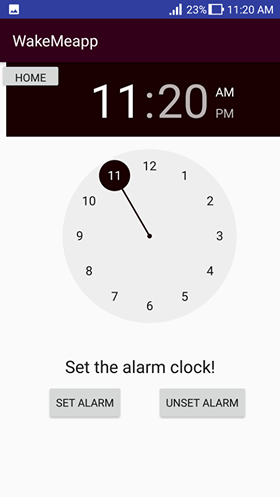 23% 11:20 AM
WakeMeapp
HOME
11:20 AM
PM
12
11 1
10 2
9 3
8 4
7 5
6
Set the alarm clock!
SET ALARM UNSET ALARM